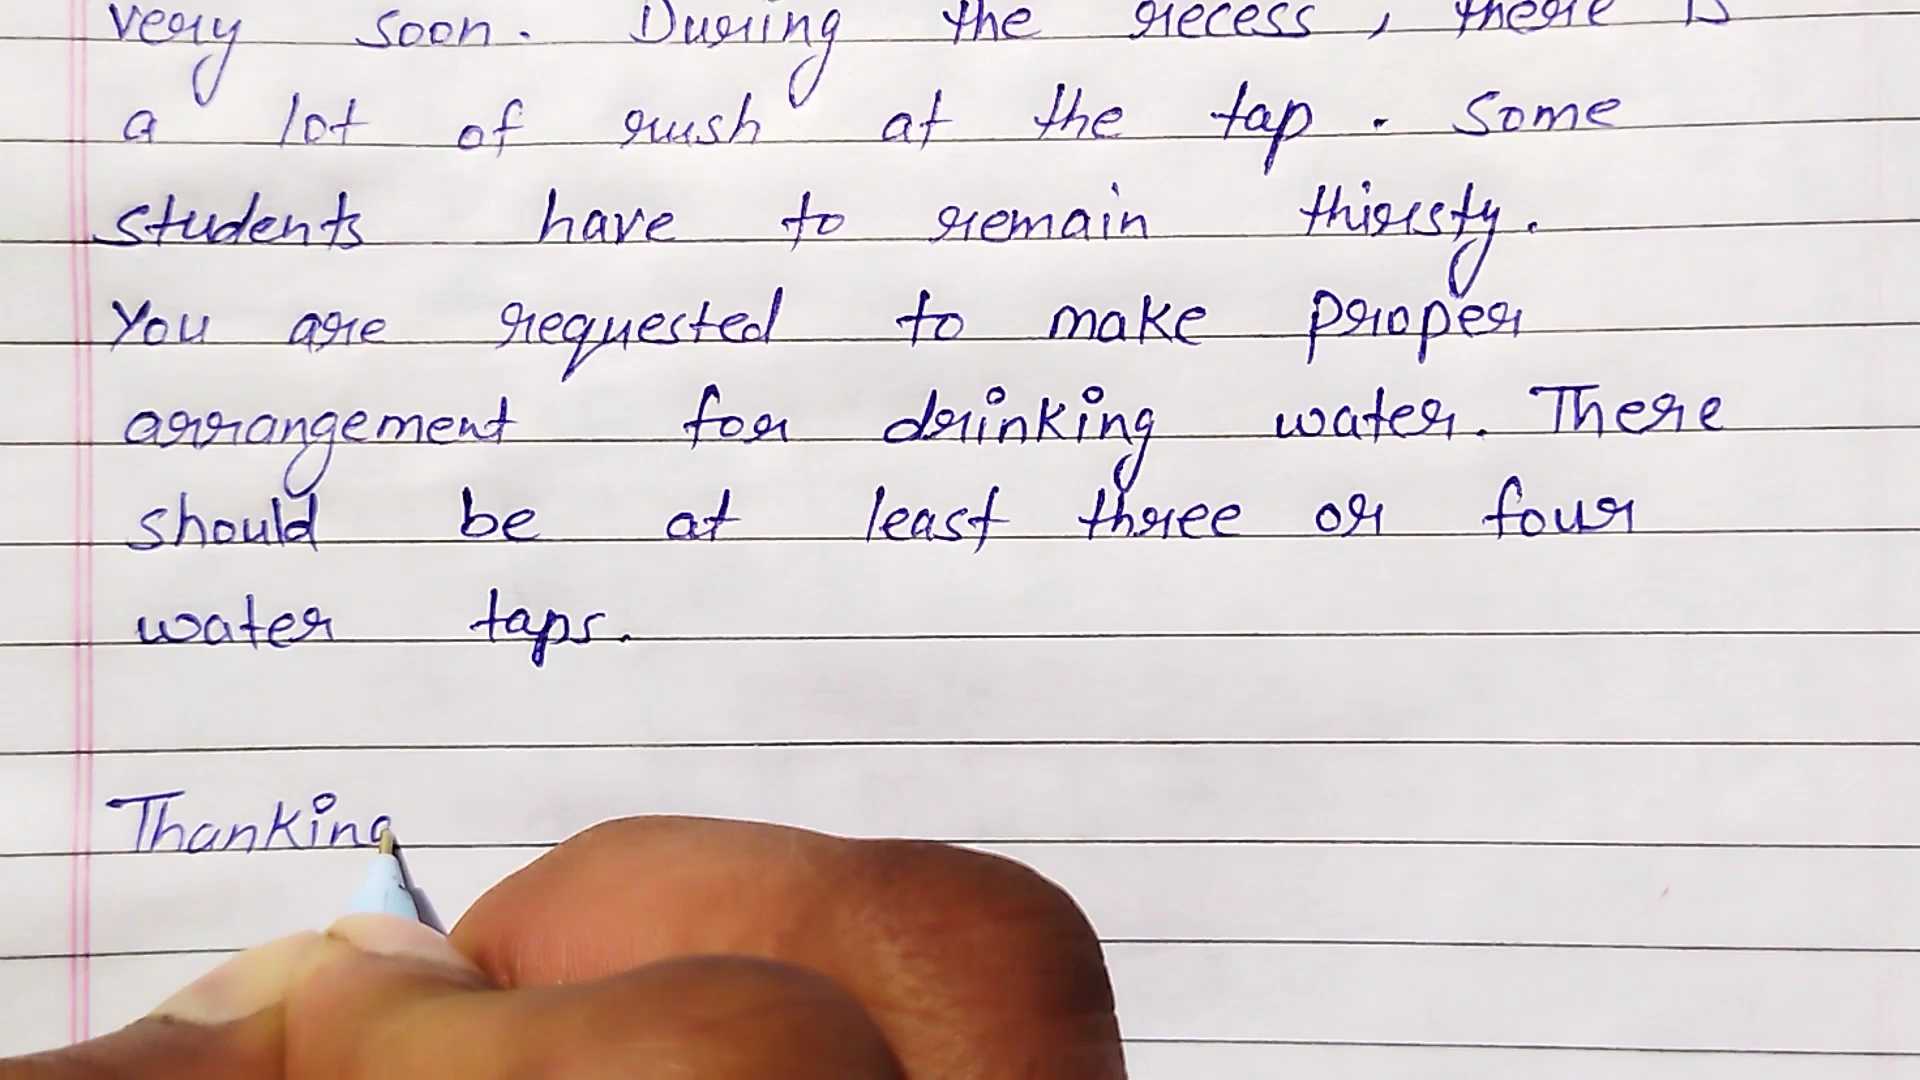 very soon. During the recess, there is
a lot of rush at the tap. Some
students have to remain thirsty.
You are requested to make proper
arrangement for drinking water. There
should be at least three or four
water taps.
Thanking